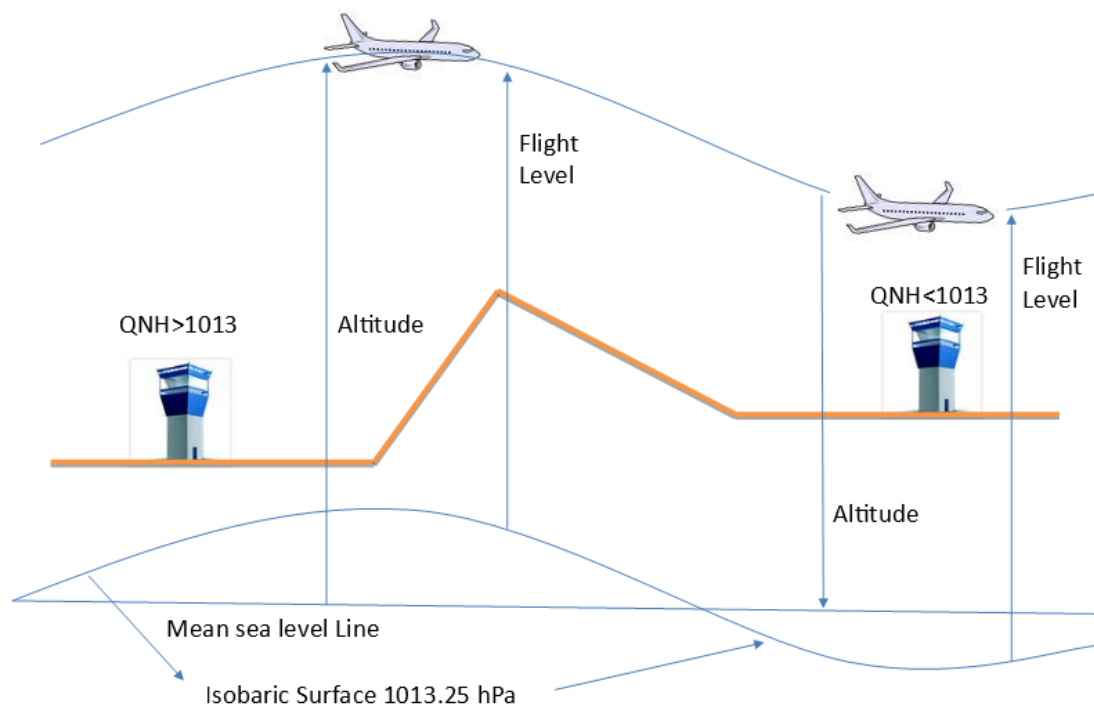 Flight
Level
QNH>1013
Altitude
QNH<1013
Flight
Level
Altitude
Mean sea level Line
Isobaric Surface 1013.25 hPa